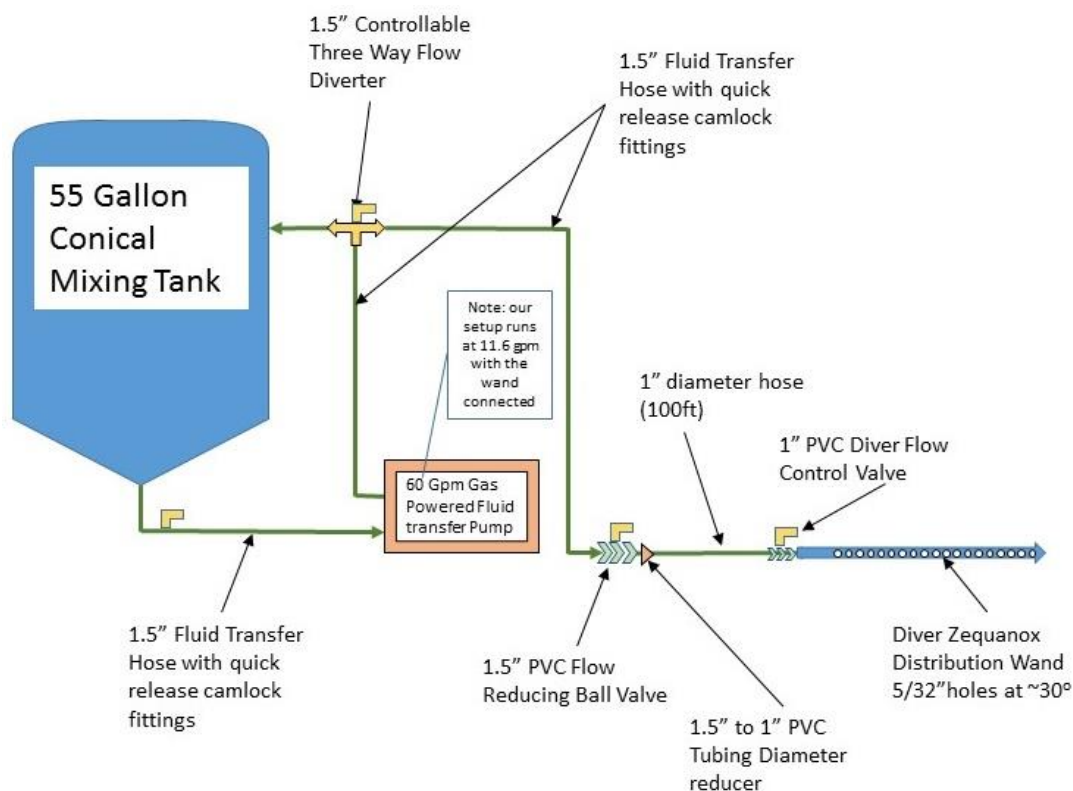 1.5” Controllable
Three Way Flow
Diverter
1.5” Fluid Transfer
Hose with quick
release camlock
fittings
55 Gallon
Conical
Mixing Tank
Note: our
setup runs
at 11.6 gpm
with the
wand
connected
1” diameter hose
(100ft)
1” PVC Diver Flow
Control Valve
60 Gpm Gas
Powered Fluid
transfer Pump
1.5” Fluid Transfer
Hose with quick
release camlock
fittings
1.5” PVC Flow
Reducing Ball Valve
Diver Zequanox
Distribution Wand
5/32”holes at ~30°
1.5” to 1” PVC
Tubing Diameter
reducer